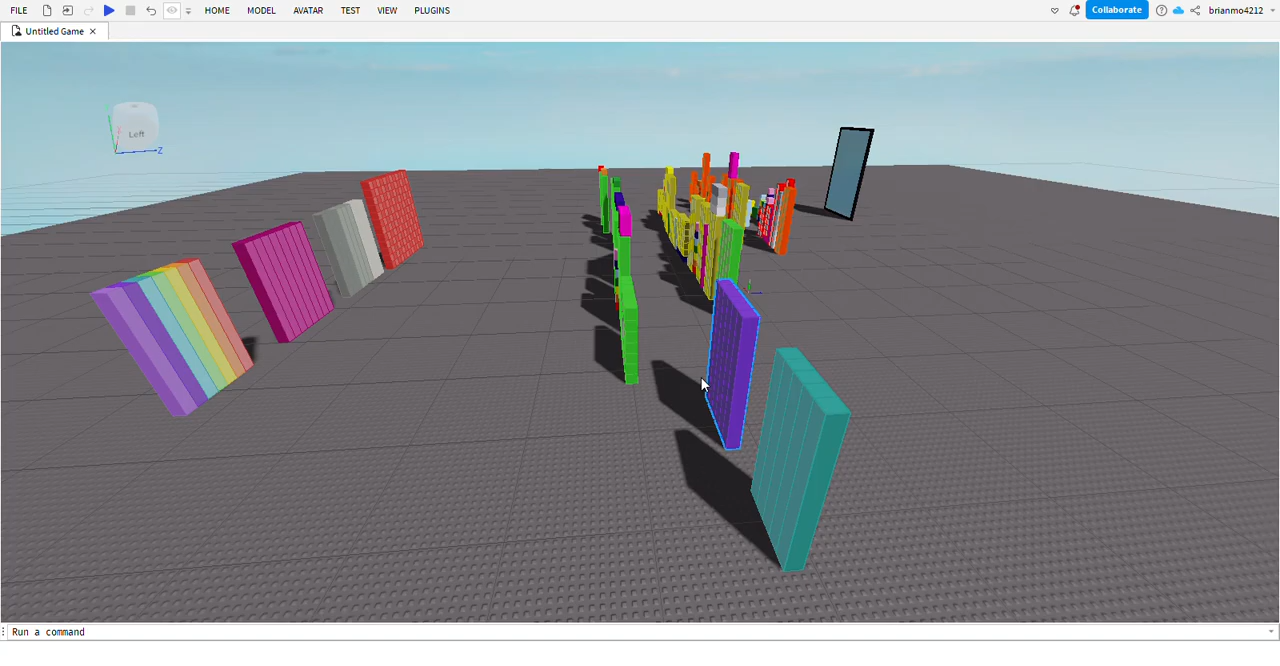 FILE HOME MODEL AVATAR TEST VIEW PLUGINS Collaborate brianmo4212
Untitled Game
Left
Z
Run a command